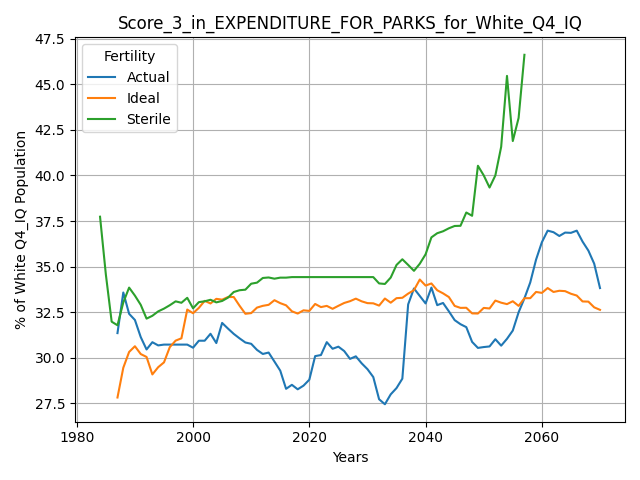 Score_3_in_EXPENDITURE_FOR_PARKS_for_White_Q4_IQ
47.5
45.0
42.5
40.0
37.5
35.0
32.5
30.0
27.5
% of White Q4_IQ Population
Fertility
Actual
Ideal
Sterile
1980
2000
2020
2040
2060
Years